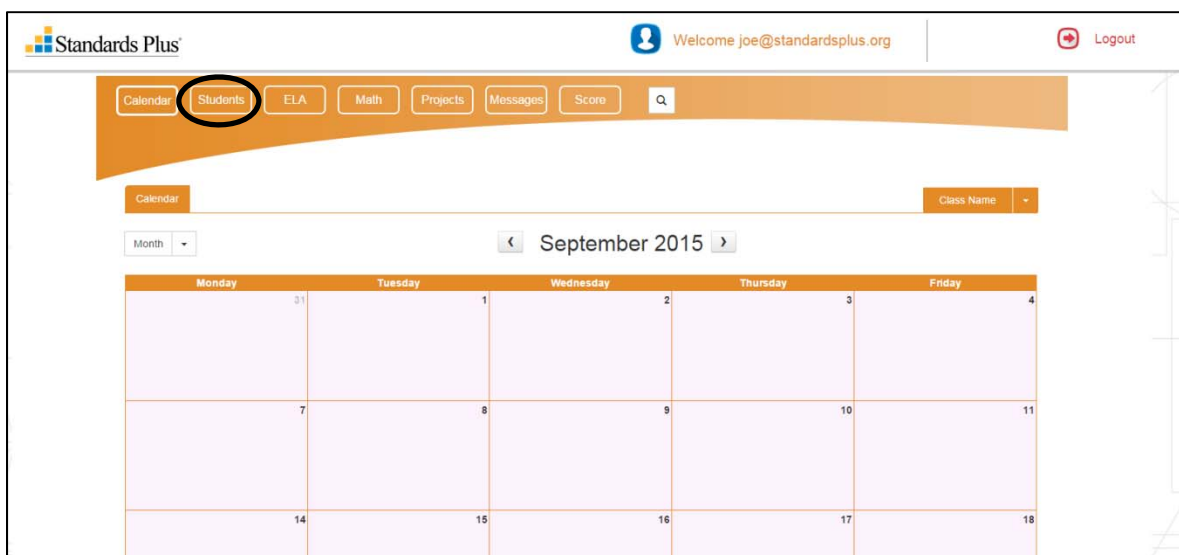 Standards Plus
Welcome joe@standardsplus.org
Logout
Calendar Students ELA Math Projects Messages Score
Calendar
Class Name
Month
September 2015
Monday Tuesday Wednesday Thursday Friday
31 1 2 3 4
7 8 9 10 11
14 15 16 17 18